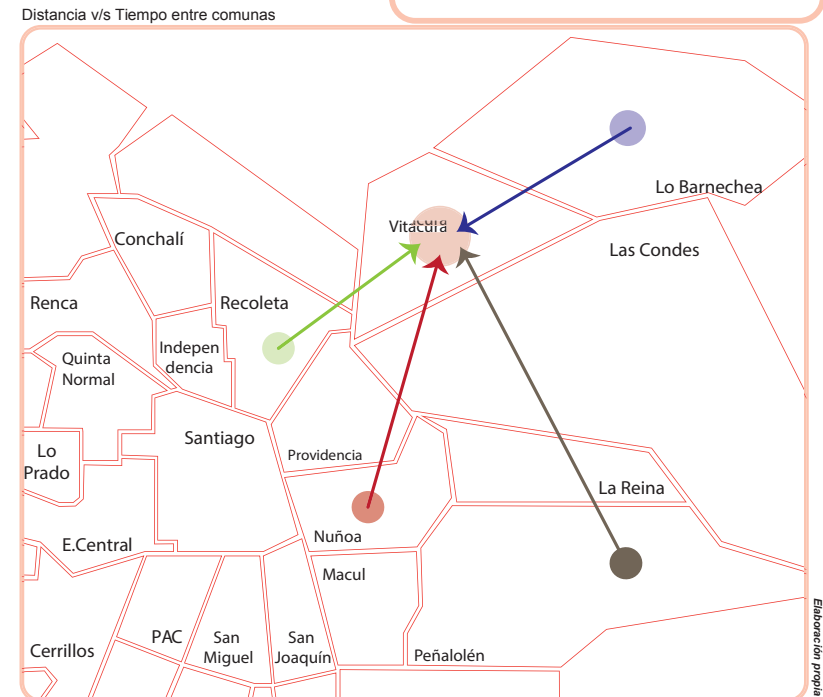 Distancia v/s Tiempo entre comunas
Lo Barnechea
Vitacura
Conchalí
Las Condes
Renca
Recoleta
Indepen
dencia
Quinta
Normal
Santiago
Lo
Prado
Providencia
La Reina
Nuñoa
E.Central
Macul
PAC
San
Miguel
San
Joaquín
Cerrillos
Peñalolén
Elaboración propia